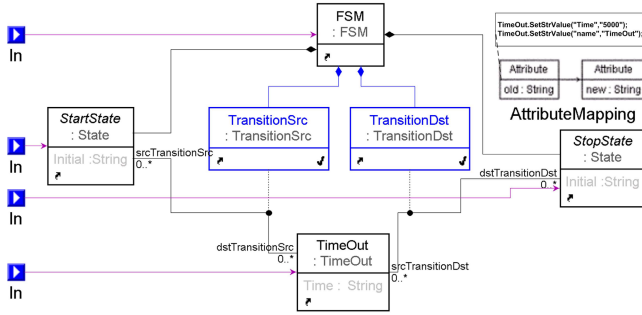 FSM
: FSM
In
TimeOut.SetStrValue("Time","5000");
TimeOut.SetStrValue("name","TimeOut");
Attribute
old : String
Attribute
new : String
AttributeMapping
StartState
: State
Initial :String
In
TransitionSrc
: TransitionSrc
TransitionDst
: TransitionDst
StopState
: State
Initial :String
srcTransitionSrc
0..*
dstTransitionDst
0..*
In
dstTransitionSrc
0..*
TimeOut
: TimeOut
Time : String
srcTransitionDst
0..*
In